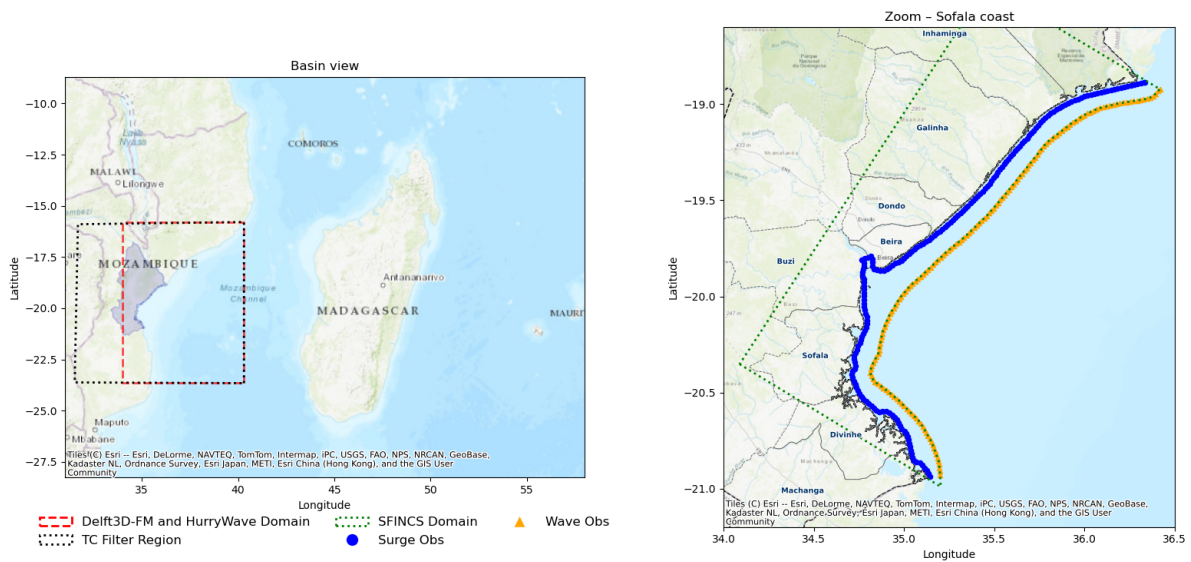 Basin view
−10.0
−12.5
−15.0
−17.5
−20.0
−22.5
−25.0
−27.5
Latitude
COMOROS
MALAWI
Lilongwe
MOZAMBIQUE
Mozambique
Channel
Antananarivo
MADAGASCAR
MAURIT
Maputo
Mbabane
Tiles (C) Esri -- Esri, DeLorme, NAVTEQ, TomTom, Intermap, iPC, USGS, FAO, NPS, NRCAN, GeoBase,
Kadaster NL, Ordnance Survey, Esri Japan, METI, Esri China (Hong Kong), and the GIS User
Community
35
40
45
50
55
Longitude
Delft3D-FM and HurryWave Domain
TC Filter Region
SFINCS Domain
Surge Obs
Wave Obs
Zoom – Sofala coast
−19.0
−19.5
−20.0
−20.5
−21.0
Latitude
Inhaminga
Galinha
Dondo
Dondo
Beira
Beira
Buzi
Buzi
Sofala
Divinhe
Machanga
Machanga
Tiles (C) Esri -- Esri, DeLorme, NAVTEQ, TomTom, Intermap, iPC, USGS, FAO, NPS, NRCAN, GeoBase,
Kadaster NL, Ordnance Survey, Esri Japan, METI, Esri China (Hong Kong), and the GIS User
Community
34.0
34.5
35.0
35.5
36.0
36.5
Longitude